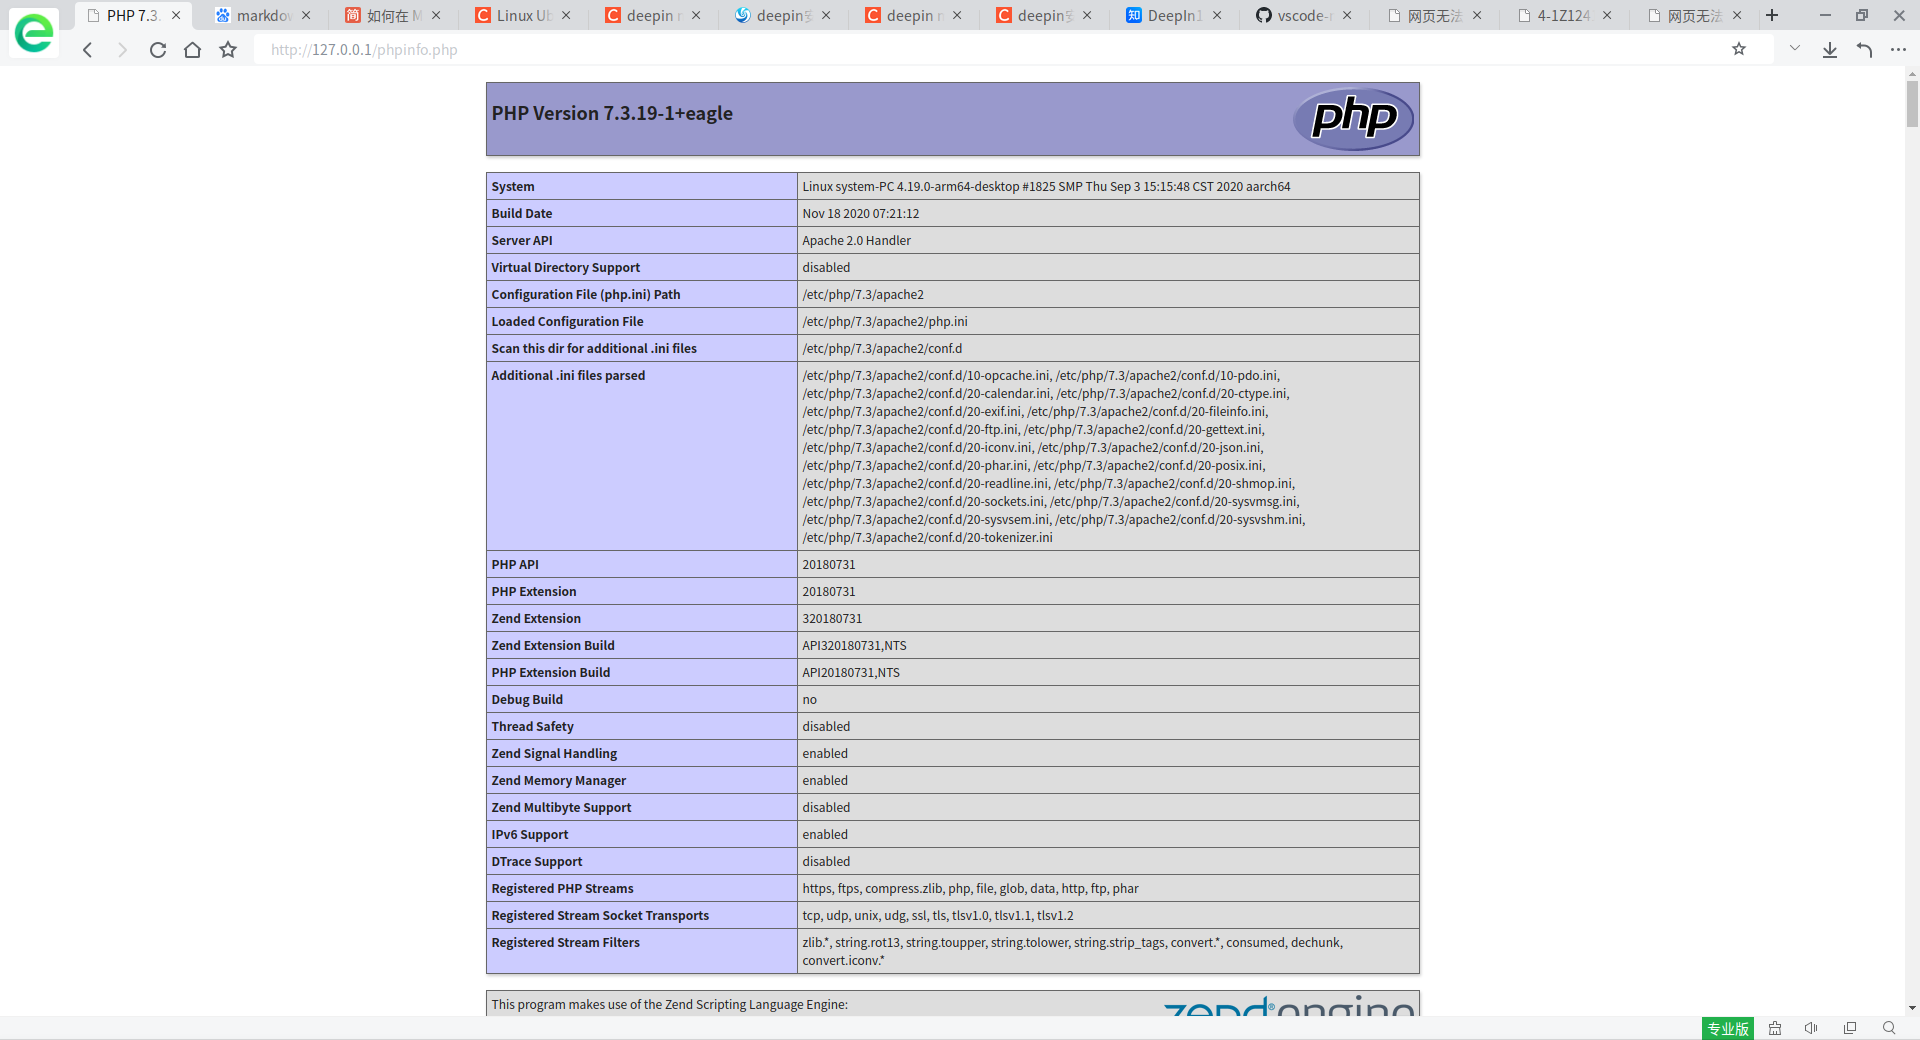 PHP 7.3.
markdo
如何在 M
Linux Ub
deepin
deepin
deepin
deepin
DeepIn1
vscode-
网页无法
4-1Z124
网页无法
http://127.0.0.1/phpinfo.php
PHP Version 7.3.19-1+eagle
php
System Linux system-PC 4.19.0-arm64-desktop #1825 SMP Thu Sep 3 15:15:48 CST 2020 aarch64
Build Date Nov 18 2020 07:21:12
Server API Apache 2.0 Handler
Virtual Directory Support disabled
Configuration File (php.ini) Path /etc/php/7.3/apache2
Loaded Configuration File /etc/php/7.3/apache2/php.ini
Scan this dir for additional .ini files /etc/php/7.3/apache2/conf.d
Additional .ini files parsed /etc/php/7.3/apache2/conf.d/10-opcache.ini, /etc/php/7.3/apache2/conf.d/10-pdo.ini,
/etc/php/7.3/apache2/conf.d/20-calendar.ini, /etc/php/7.3/apache2/conf.d/20-ctype.ini,
/etc/php/7.3/apache2/conf.d/20-exif.ini, /etc/php/7.3/apache2/conf.d/20-fileinfo.ini,
/etc/php/7.3/apache2/conf.d/20-ftp.ini, /etc/php/7.3/apache2/conf.d/20-gettext.ini,
/etc/php/7.3/apache2/conf.d/20-iconv.ini, /etc/php/7.3/apache2/conf.d/20-json.ini,
/etc/php/7.3/apache2/conf.d/20-phar.ini, /etc/php/7.3/apache2/conf.d/20-posix.ini,
/etc/php/7.3/apache2/conf.d/20-readline.ini, /etc/php/7.3/apache2/conf.d/20-shmop.ini,
/etc/php/7.3/apache2/conf.d/20-sockets.ini, /etc/php/7.3/apache2/conf.d/20-sysvmsg.ini,
/etc/php/7.3/apache2/conf.d/20-sysvsem.ini, /etc/php/7.3/apache2/conf.d/20-sysvshm.ini,
/etc/php/7.3/apache2/conf.d/20-tokenizer.ini
PHP API 20180731
PHP Extension 20180731
Zend Extension 320180731
Zend Extension Build API320180731,NTS
PHP Extension Build API20180731,NTS
Debug Build no
Thread Safety disabled
Zend Signal Handling enabled
Zend Memory Manager enabled
Zend Multibyte Support disabled
IPv6 Support enabled
DTrace Support disabled
Registered PHP Streams https, ftps, compress.zlib, php, file, glob, data, http, ftp, phar
Registered Stream Socket Transports tcp, udp, unix, udg, ssl, tls, tlsv1.0, tlsv1.1, tlsv1.2
Registered Stream Filters zlib.*, string.rot13, string.toupper, string.tolower, string.strip_tags, convert.*, consumed, dechunk,
convert.iconv.*
This program makes use of the Zend Scripting Language Engine:
zend® engine
专业版